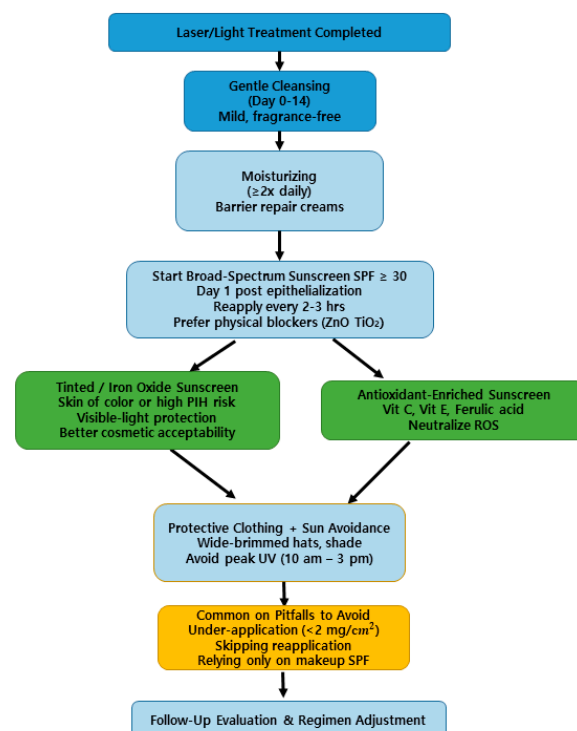 Laser/Light Treatment Completed
Gentle Cleansing
(Day 0-14)
Mild, fragrance-free
Moisturizing
(≥2x daily)
Barrier repair creams
Start Broad-Spectrum Sunscreen SPF ≥ 30
Day 1 post epithelialization
Reapply every 2-3 hrs
Prefer physical blockers (ZnO TiO₂)
Tinted / Iron Oxide Sunscreen
Skin of color or high PIH risk
Visible-light protection
Better cosmetic acceptability
Antioxidant-Enriched Sunscreen
Vit C, Vit E, Ferulic acid
Neutralize ROS
Protective Clothing + Sun Avoidance
Wide-brimmed hats, shade
Avoid peak UV (10 am – 3 pm)
Common on Pitfalls to Avoid
Under-application (<2 mg/cm²)
Skipping reapplication
Relying only on makeup SPF
Follow-Up Evaluation & Regimen Adjustment